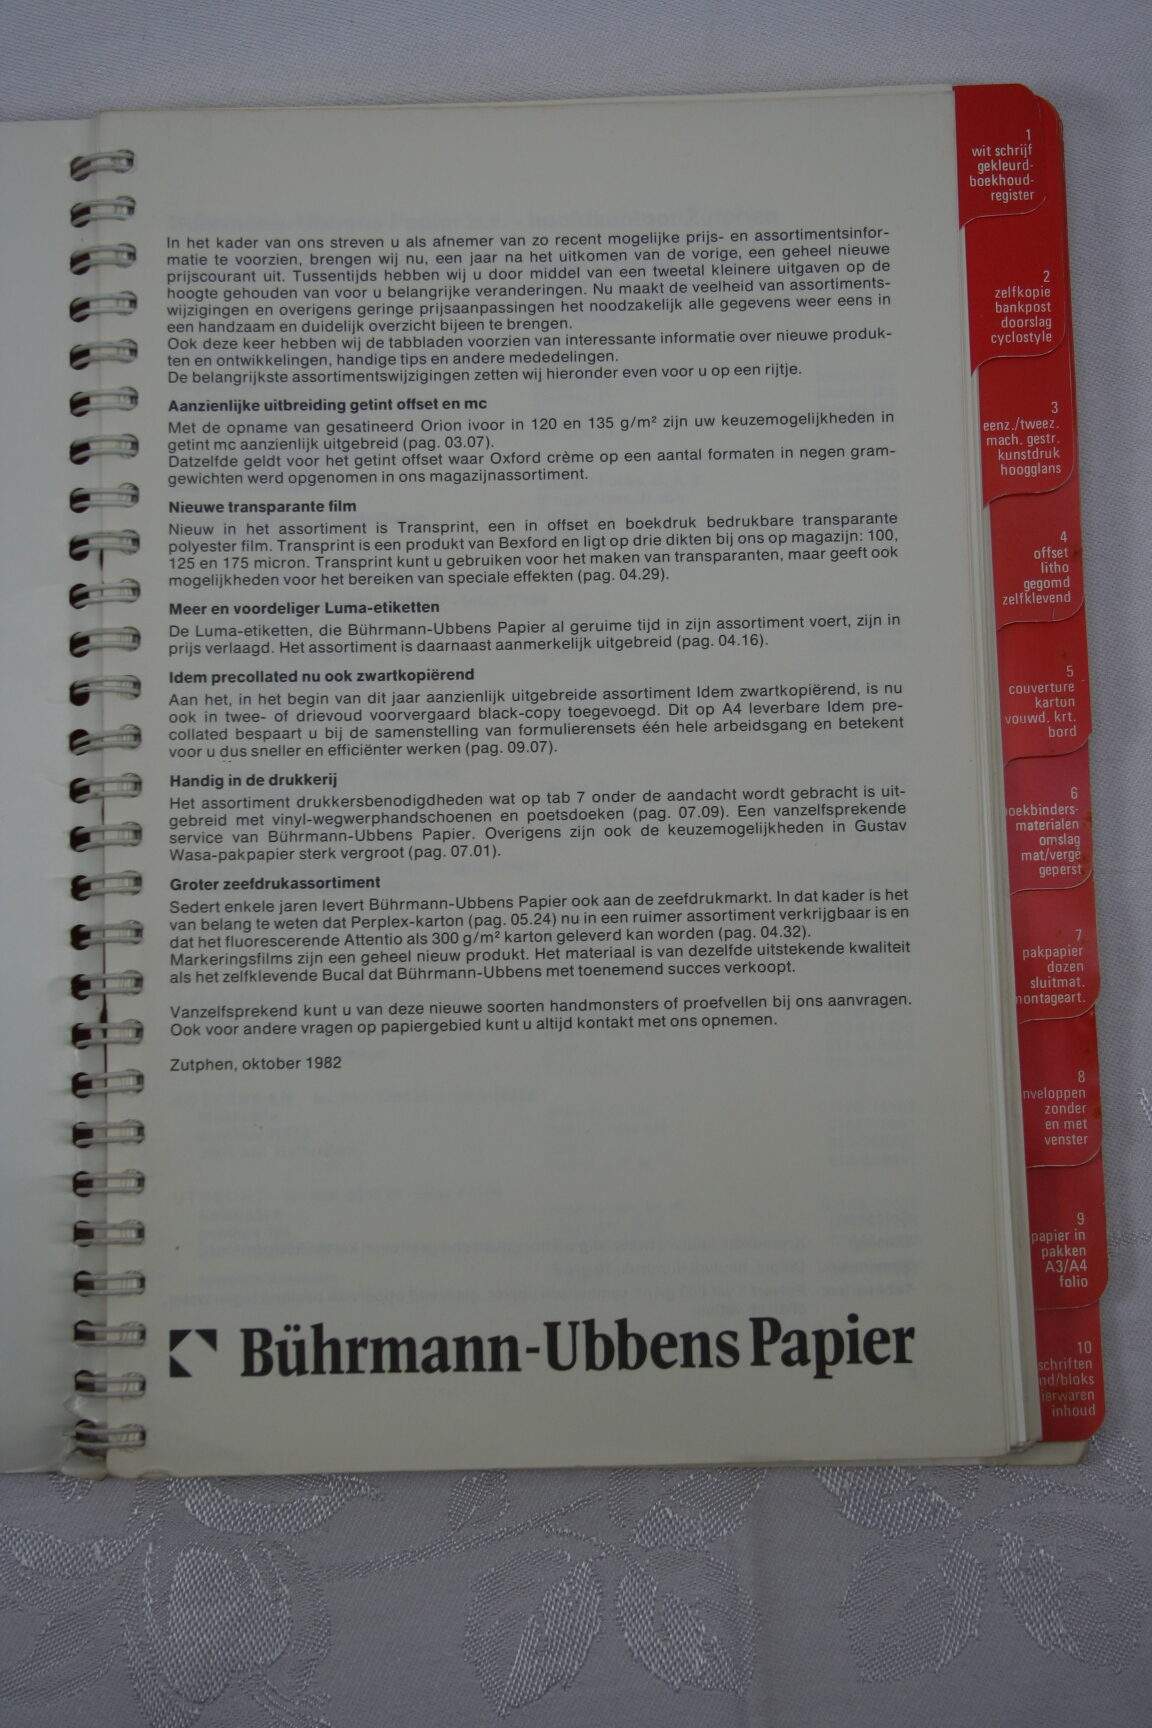 In het kader van ons streven u als afnemer van zo recent mogelijke prijs- en assortimentsinfor-
matie te voorzien, brengen wij nu, een jaar na het uitkomen van de vorige, een geheel nieuwe
prijscourant uit. Tussentijds hebben wij u door middel van een tweetal kleinere uitgaven op de
hoogte gehouden van voor u belangrijke veranderingen. Nu maakt de veelheid van assortiments-
wijzigingen en overigens geringe prijsaanpassingen het noodzakelijk alle gegevens weer eens in
een handzaam en duidelijk overzicht bijeen te brengen.
Ook deze keer hebben wij de tabbladen voorzien van interessante informatie over nieuwe produk-
ten en ontwikkelingen, handige tips en andere mededelingen.
De belangrijkste assortimentswijzigingen zetten wij hieronder even voor u op een rijtje.
Aanzienlijke uitbreiding getint offset en mc
Met de opname van gesatineerd Orion ivoor in 120 en 135 g/m² zijn uw keuzemogelijkheden in
getint mc aanzienlijk uitgebreid (pag. 03.07).
Datzelfde geldt voor het getint offset waar Oxford crème op een aantal formaten in negen gram-
gewichten werd opgenomen in ons magazijnassortiment.
Nieuwe transparante film
Nieuw in het assortiment is Transprint, een in offset en boekdruk bedrukbare transparante
polyester film. Transprint is een produkt van Bexford en ligt op drie dikten bij ons op magazijn: 100,
125 en 175 micron. Transprint kunt u gebruiken voor het maken van transparanten, maar geeft ook
mogelijkheden voor het bereiken van speciale effekten (pag. 04.29).
Meer en voordeliger Luma-etiketten
De Luma-etiketten, die Bührmann-Ubbens Papier al geruime tijd in zijn assortiment voert, zijn in
prijs verlaagd. Het assortiment is daarnaast aanmerkelijk uitgebreid (pag. 04.16).
Idem precollated nu ook zwartkopiërend
Aan het, in het begin van dit jaar aanzienlijk uitgebreide assortiment Idem zwartkopiërend, is nu
ook in twee- of drievoud voorvergaard black-copy toegevoegd. Dit op A4 leverbare Idem pre-
collated bespaart u bij de samenstelling van formulierensets één hele arbeidsgang en betekent
voor u dus sneller en efficiënter werken (pag. 09.07).
Handig in de drukkerij
Het assortiment drukkersbenodigdheden wat op tab 7 onder de aandacht wordt gebracht is uit-
gebreid met vinyl-wegwerphandschoenen en poetsdoeken (pag. 07.09). Een vanzelfsprekende
service van Bührmann-Ubbens Papier. Overigens zijn ook de keuzemogelijkheden in Gustav
Wasa-pakpapier sterk vergroot (pag. 07.01).
Groter zeefdrukassortiment
Sedert enkele jaren levert Bührmann-Ubbens Papier ook aan de zeefdrukmarkt. In dat kader is het
van belang te weten dat Perplex-karton (pag. 05.24) nu in een ruimer assortiment verkrijgbaar is en
dat het fluorescerende Attentio als 300 g/m² karton geleverd kan worden (pag. 04.32).
Markeringsfilms zijn een geheel nieuw produkt. Het materiaal is van dezelfde uitstekende kwaliteit
als het zelfklevende Bucal dat Bührmann-Ubbens met toenemend succes verkoopt.
Vanzelfsprekend kunt u van deze nieuwe soorten handmonsters of proefvellen bij ons aanvragen.
Ook voor andere vragen op papiergebied kunt u altijd kontakt met ons opnemen.
Zutphen, oktober 1982
Bührmann-Ubbens Papier
1
wit schrijf
gekleurd-
boekhoud-
register
2
zelfkopie
bankpost
doorslag
cyclostyle
3
eenz./tweez.
mach. gestr.
kunstdruk
hoogglans
4
offset
litho
gegomd
zelfklevend
5
couverture
karton
vouwd. krt.
bord
6
oekbinders-
materialen
omslag
mat/vergé
geperst
7
pakpapier
dozen
sluitmat.
montageart.
8
nveloppen
zonder
en met
venster
9
papier in
pakken
A3/A4
folio
10
schriften
nd/bloks
ierwaren
inhoud